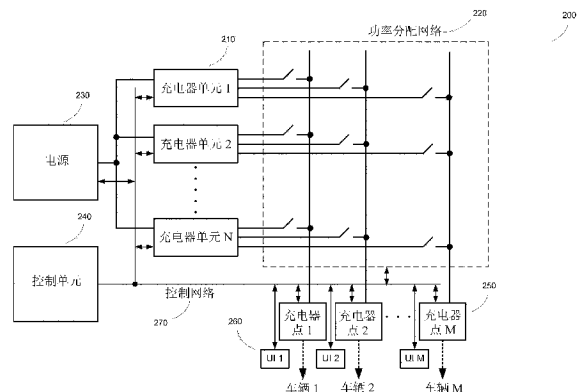 220
200
210
功率分配网络
230
充电器单元 1
电源
充电器单元 2
240
充电器单元 N
控制单元
控制网络
270
260
250
充电器
点 1
充电器
点 2
充电器
点 M
UI 1
UI 2
UI M
车辆 1
车辆 2
车辆 M